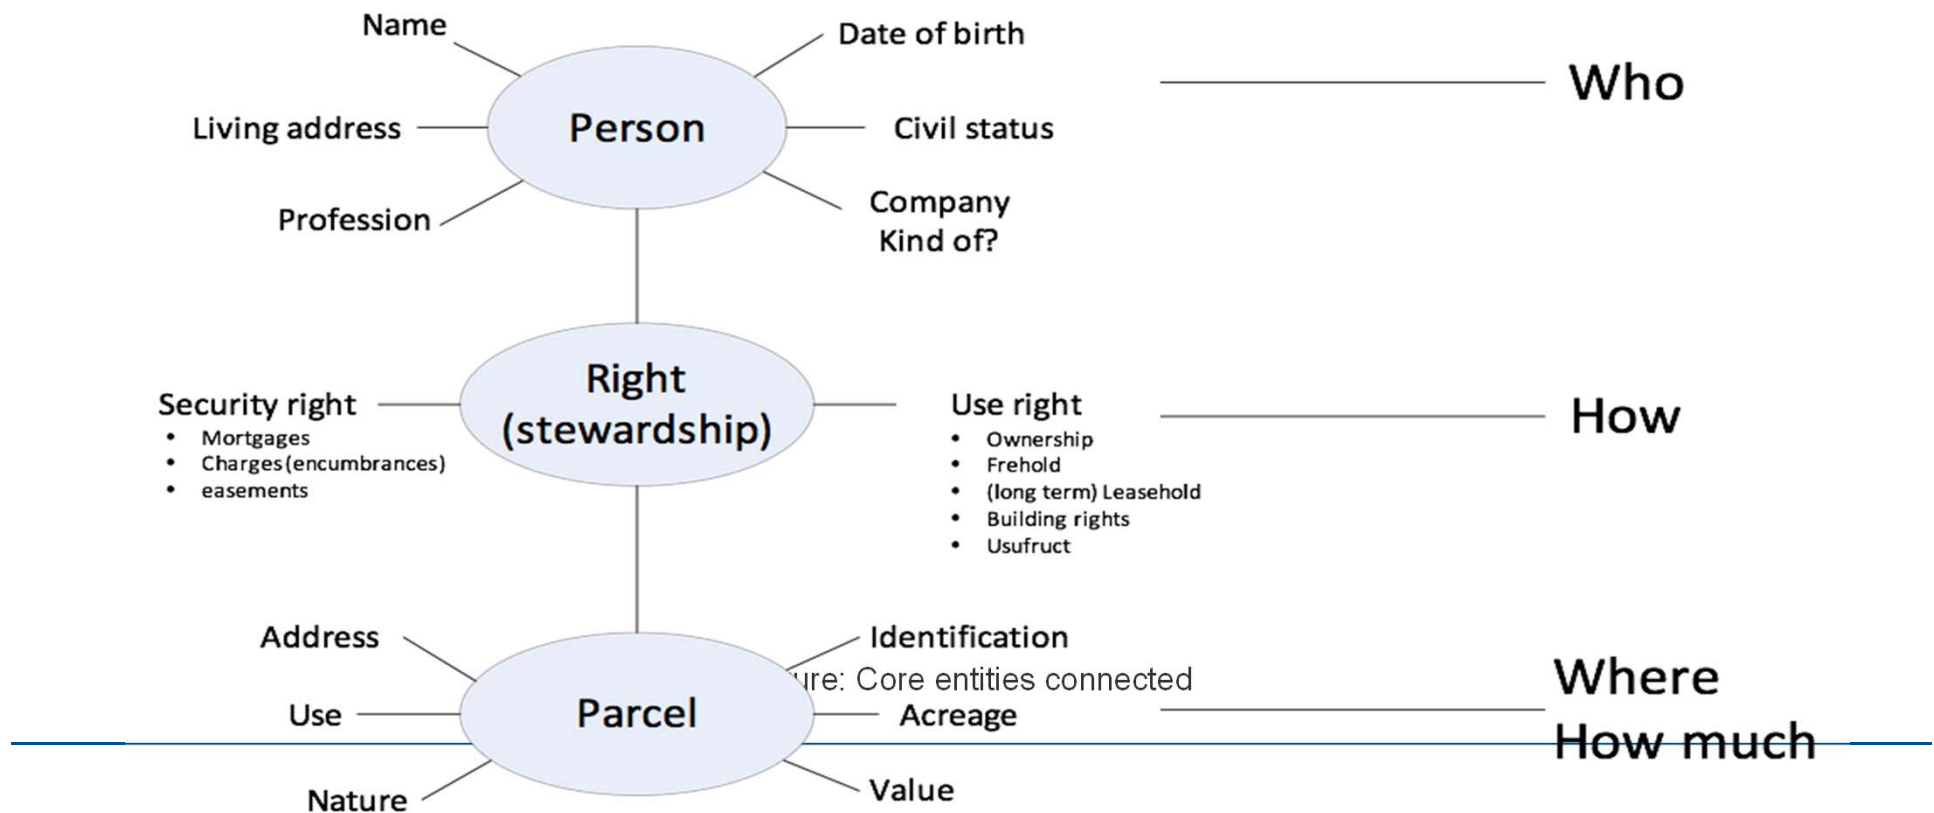 Name
Date of birth
Who
Living address
Person
Civil status
Profession
Company
Kind of?
Right
(stewardship)
Security right
• Mortgages
• Charges(encumbrances)
• easements
Use right
• Ownership
• Frehold
• (long term) Leasehold
• Building rights
• Usufruct
How
Address
Identification
: Core entities connected
Use
Parcel
Acreage
Where
How much
Nature
Value